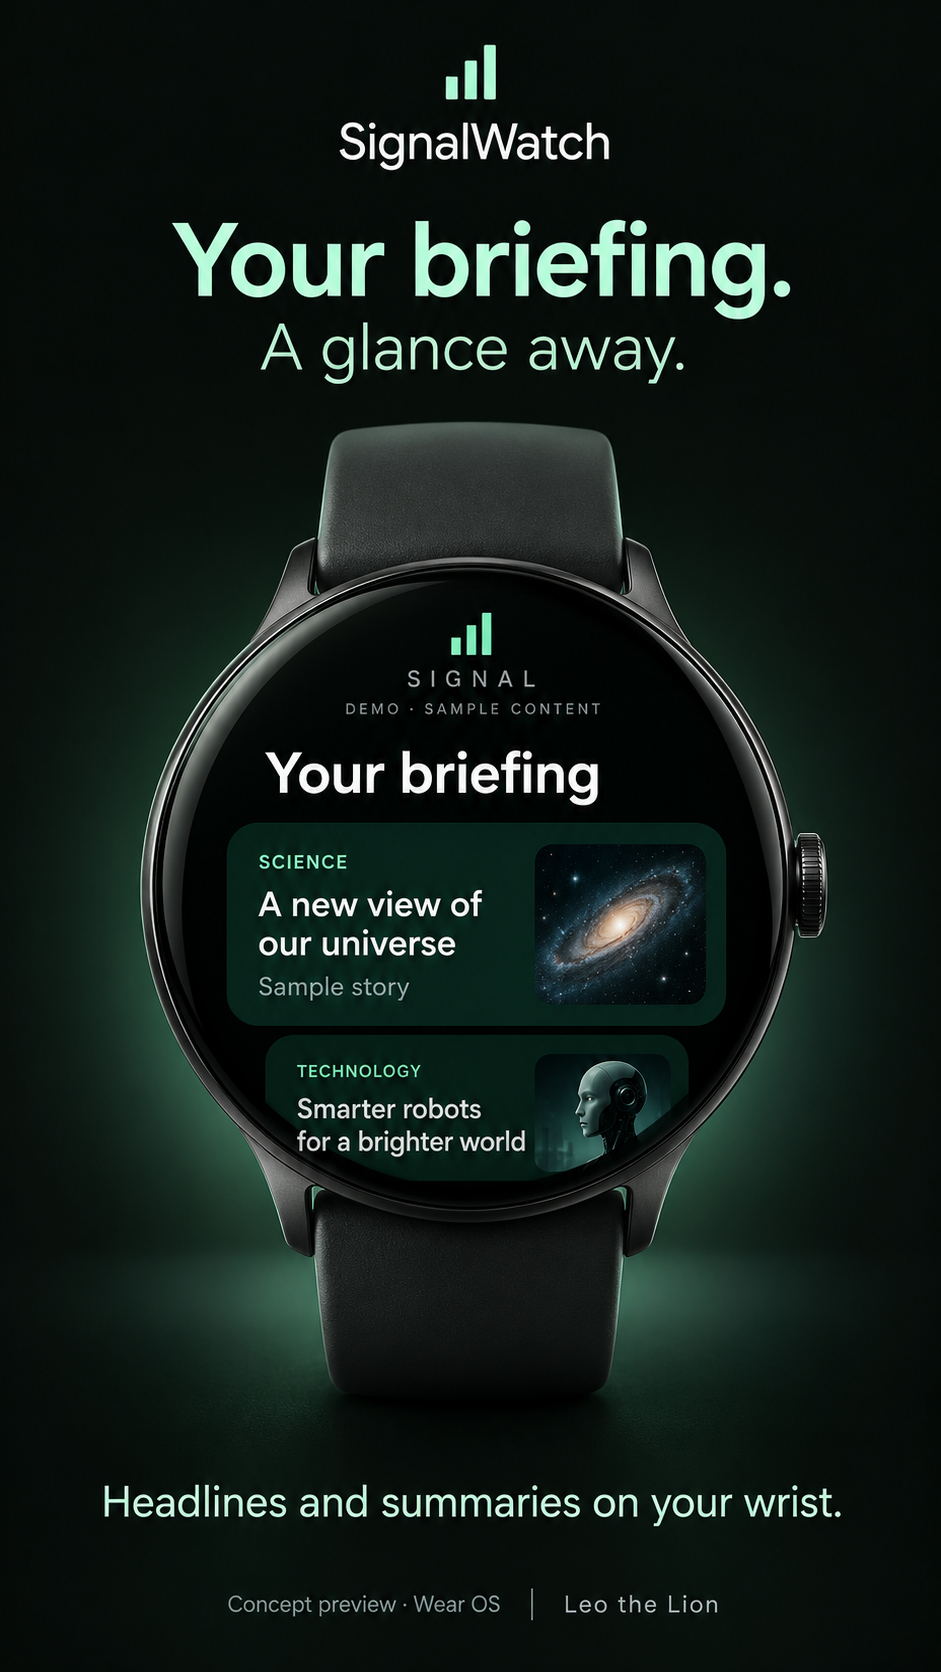 SignalWatch
Your briefing.
A glance away.
SIGNAL
DEMO · SAMPLE CONTENT
Your briefing
SCIENCE
A new view of
our universe
Sample story
TECHNOLOGY
Smarter robots
for a brighter world
Headlines and summaries on your wrist.
Concept preview · Wear OS | Leo the Lion